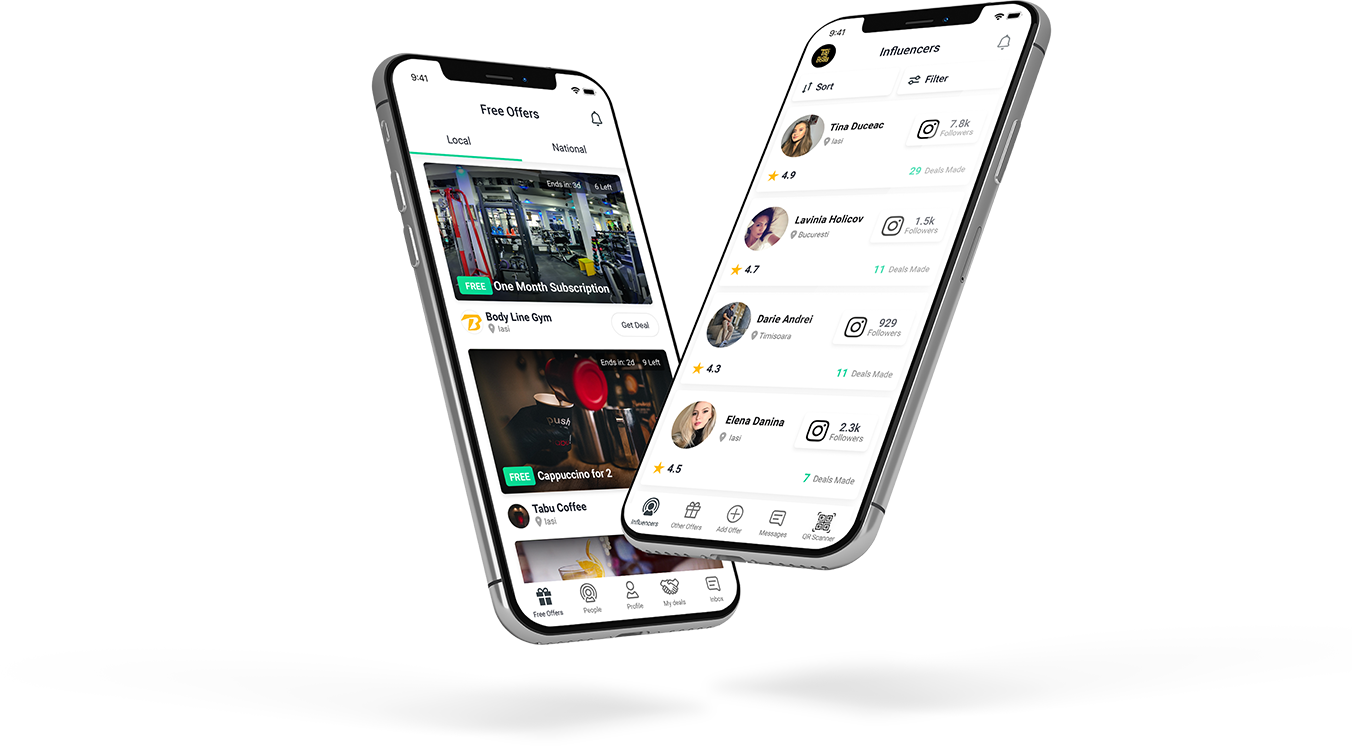 9:41
Free Offers
Local
National
Ends in: 3d
6 Left
FREE
One Month Subscription
Body Line Gym
Iasi
Get Deal
Ends in: 2d
9 Left
push
FREE
Cappuccino for 2
Tabu Coffee
Iasi
Free Offers
People
Profile
My deals
Inbox
9:41
Influencers
Sort
Filter
Tina Duceac
Iasi
7.8k
Followers
4.9
29 Deals Made
Lavinia Holicov
Bucuresti
1.5k
Followers
4.7
11 Deals Made
Darie Andrei
Timisoara
929
Followers
4.3
11 Deals Made
Elena Danina
Iasi
2.3k
Followers
4.5
7 Deals Made
Influencers
Other Offers
Add Offer
Messages
QR Scanner